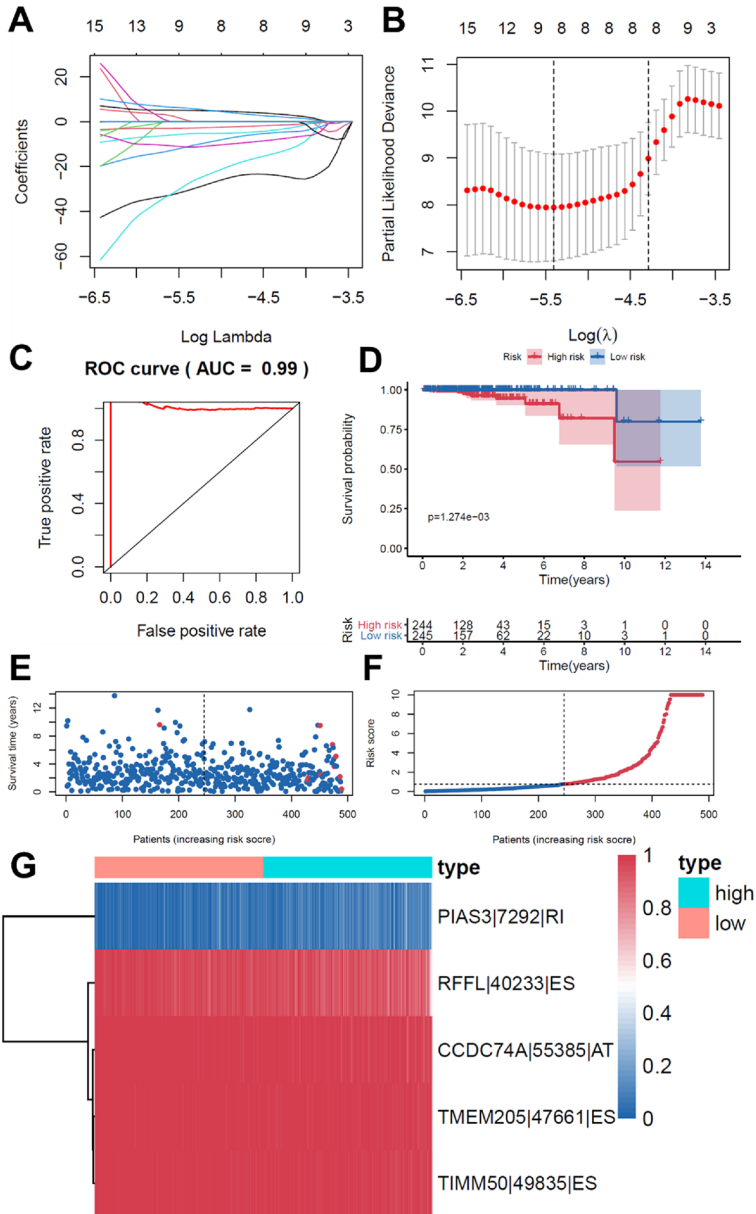 A
15 13 9 8 8 9 3
Coefficients
20
0
−20
−40
−60
−6.5 −5.5 −4.5 −3.5
Log Lambda
B
15 12 9 8 8 8 8 8 9 3
Partial Likelihood Deviance
11
10
9
8
7
−6.5 −5.5 −4.5 −3.5
Log(λ)
C
ROC curve ( AUC = 0.99 )
True positive rate
0.8
0.4
0.0
0.0 0.2 0.4 0.6 0.8 1.0
False positive rate
D
Risk High risk Low risk
Survival probability
1.00
0.75
0.50
0.25
0.00
p=1.274e−03
0 2 4 6 8 10 12 14
Time(years)
Risk
High risk 244 128 43 15 3 1 0 0
Low risk 245 157 62 22 10 3 1 0
0 2 4 6 8 10 12 14
Time(years)
E
Survival time (years)
12
8
4
0
0 100 200 300 400 500
Patients (increasing risk socre)
F
Risk score
10
8
6
4
2
0
0 100 200 300 400 500
Patients (increasing risk socre)
G
type
PIAS3|7292|RI
RFFL|40233|ES
CCDC74A|55385|AT
TMEM205|47661|ES
TIMM50|49835|ES
1
0.8
0.6
0.4
0.2
0
type
high
low